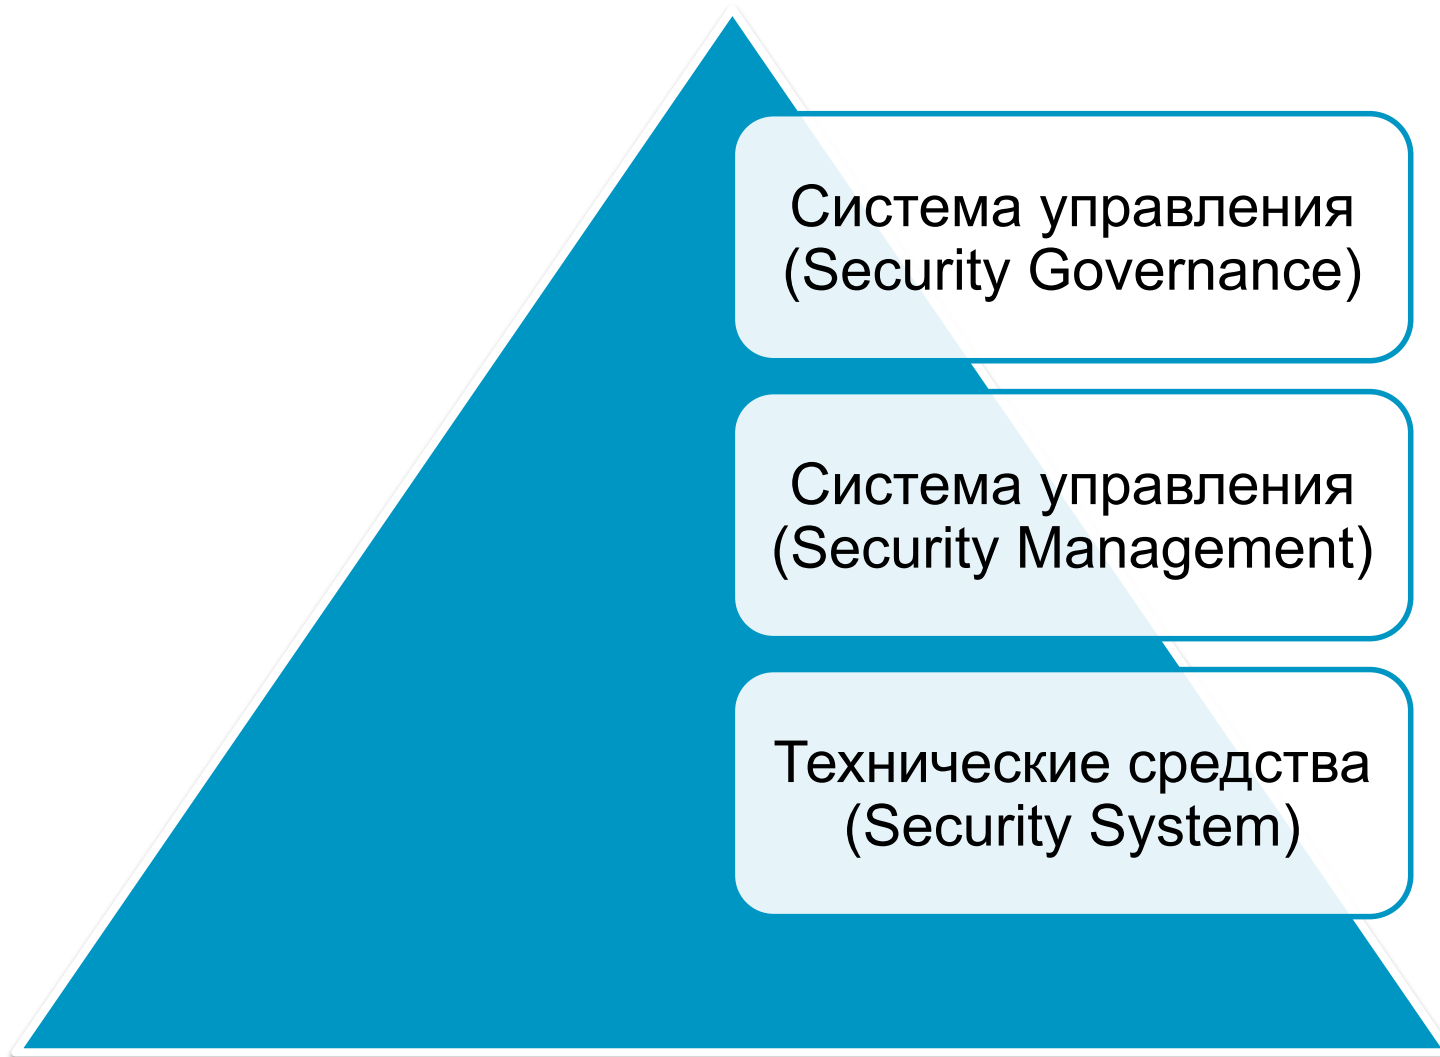 Система управления
(Security Governance)
Система управления
(Security Management)
Технические средства
(Security System)